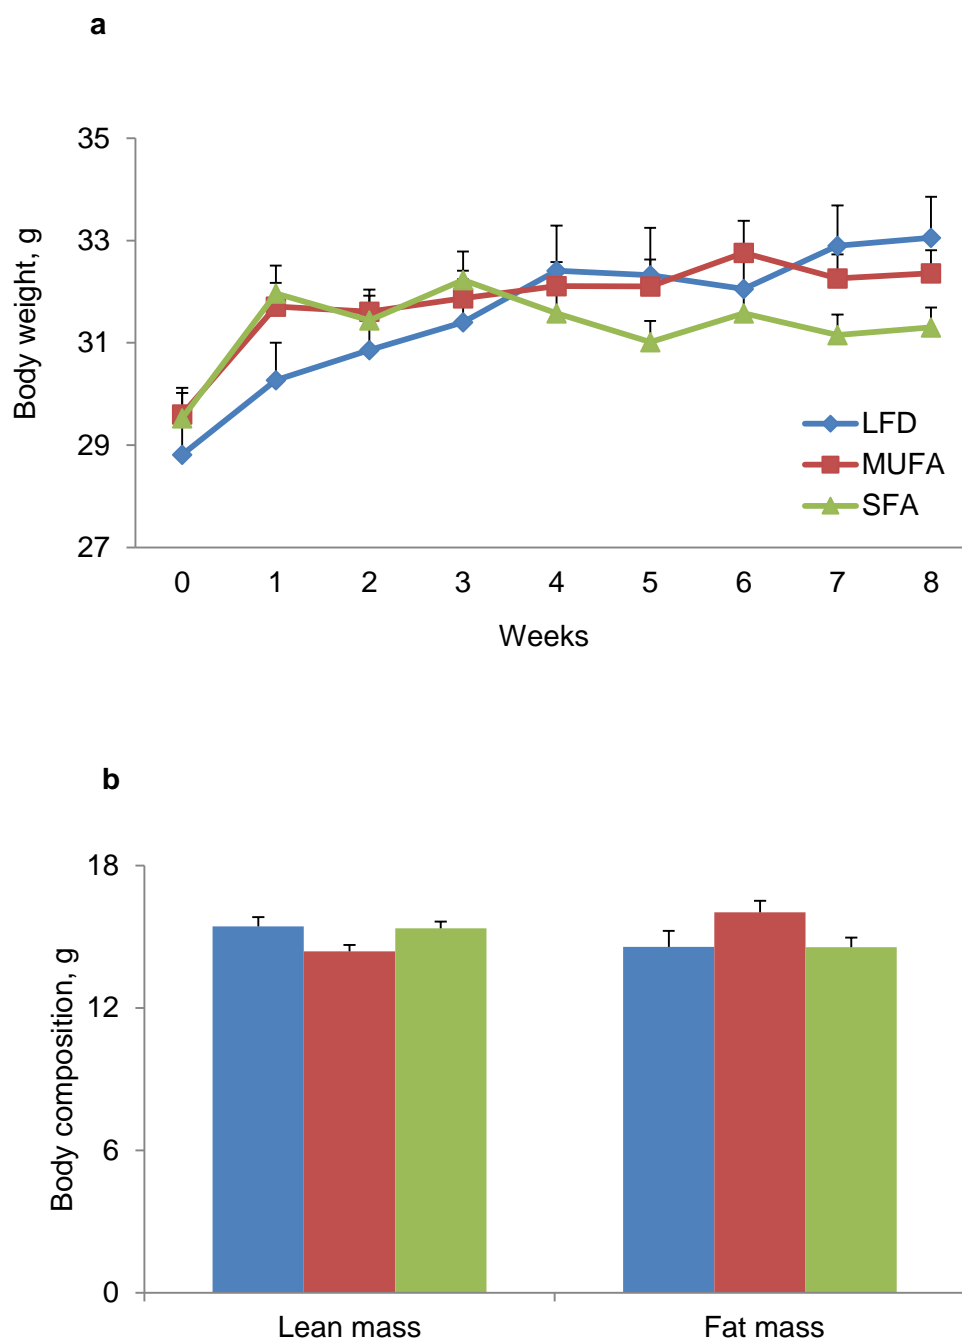 a
35
33
31
29
27
Body weight, g
LFD
MUFA
SFA
0 1 2 3 4 5 6 7 8
Weeks
b
18
12
6
0
Body composition, g
Lean mass Fat mass